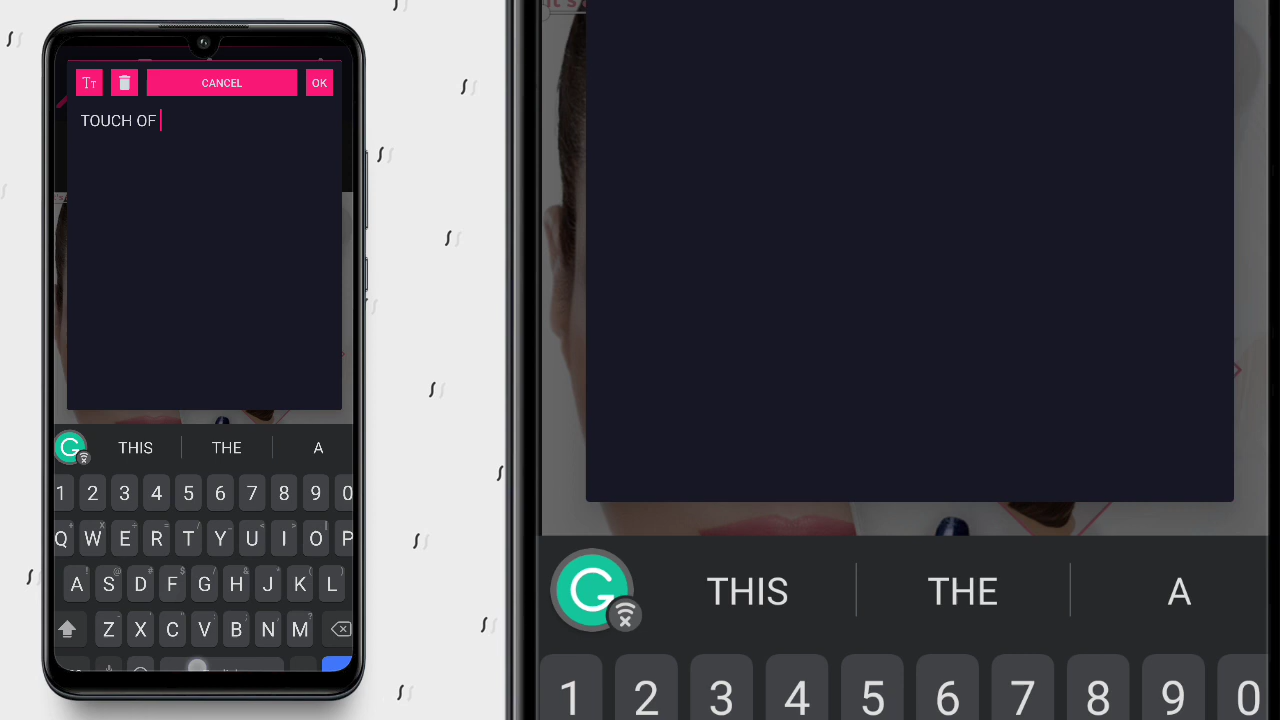 TT CANCEL OK
TOUCH OF
THIS THE A
1 2 3 4 5 6 7 8 9 0
Q W E R T Y U I O P
A S D F G H J K L
Z X C V B N M
THIS THE A
1 2 3 4 5 6 7 8 9 0